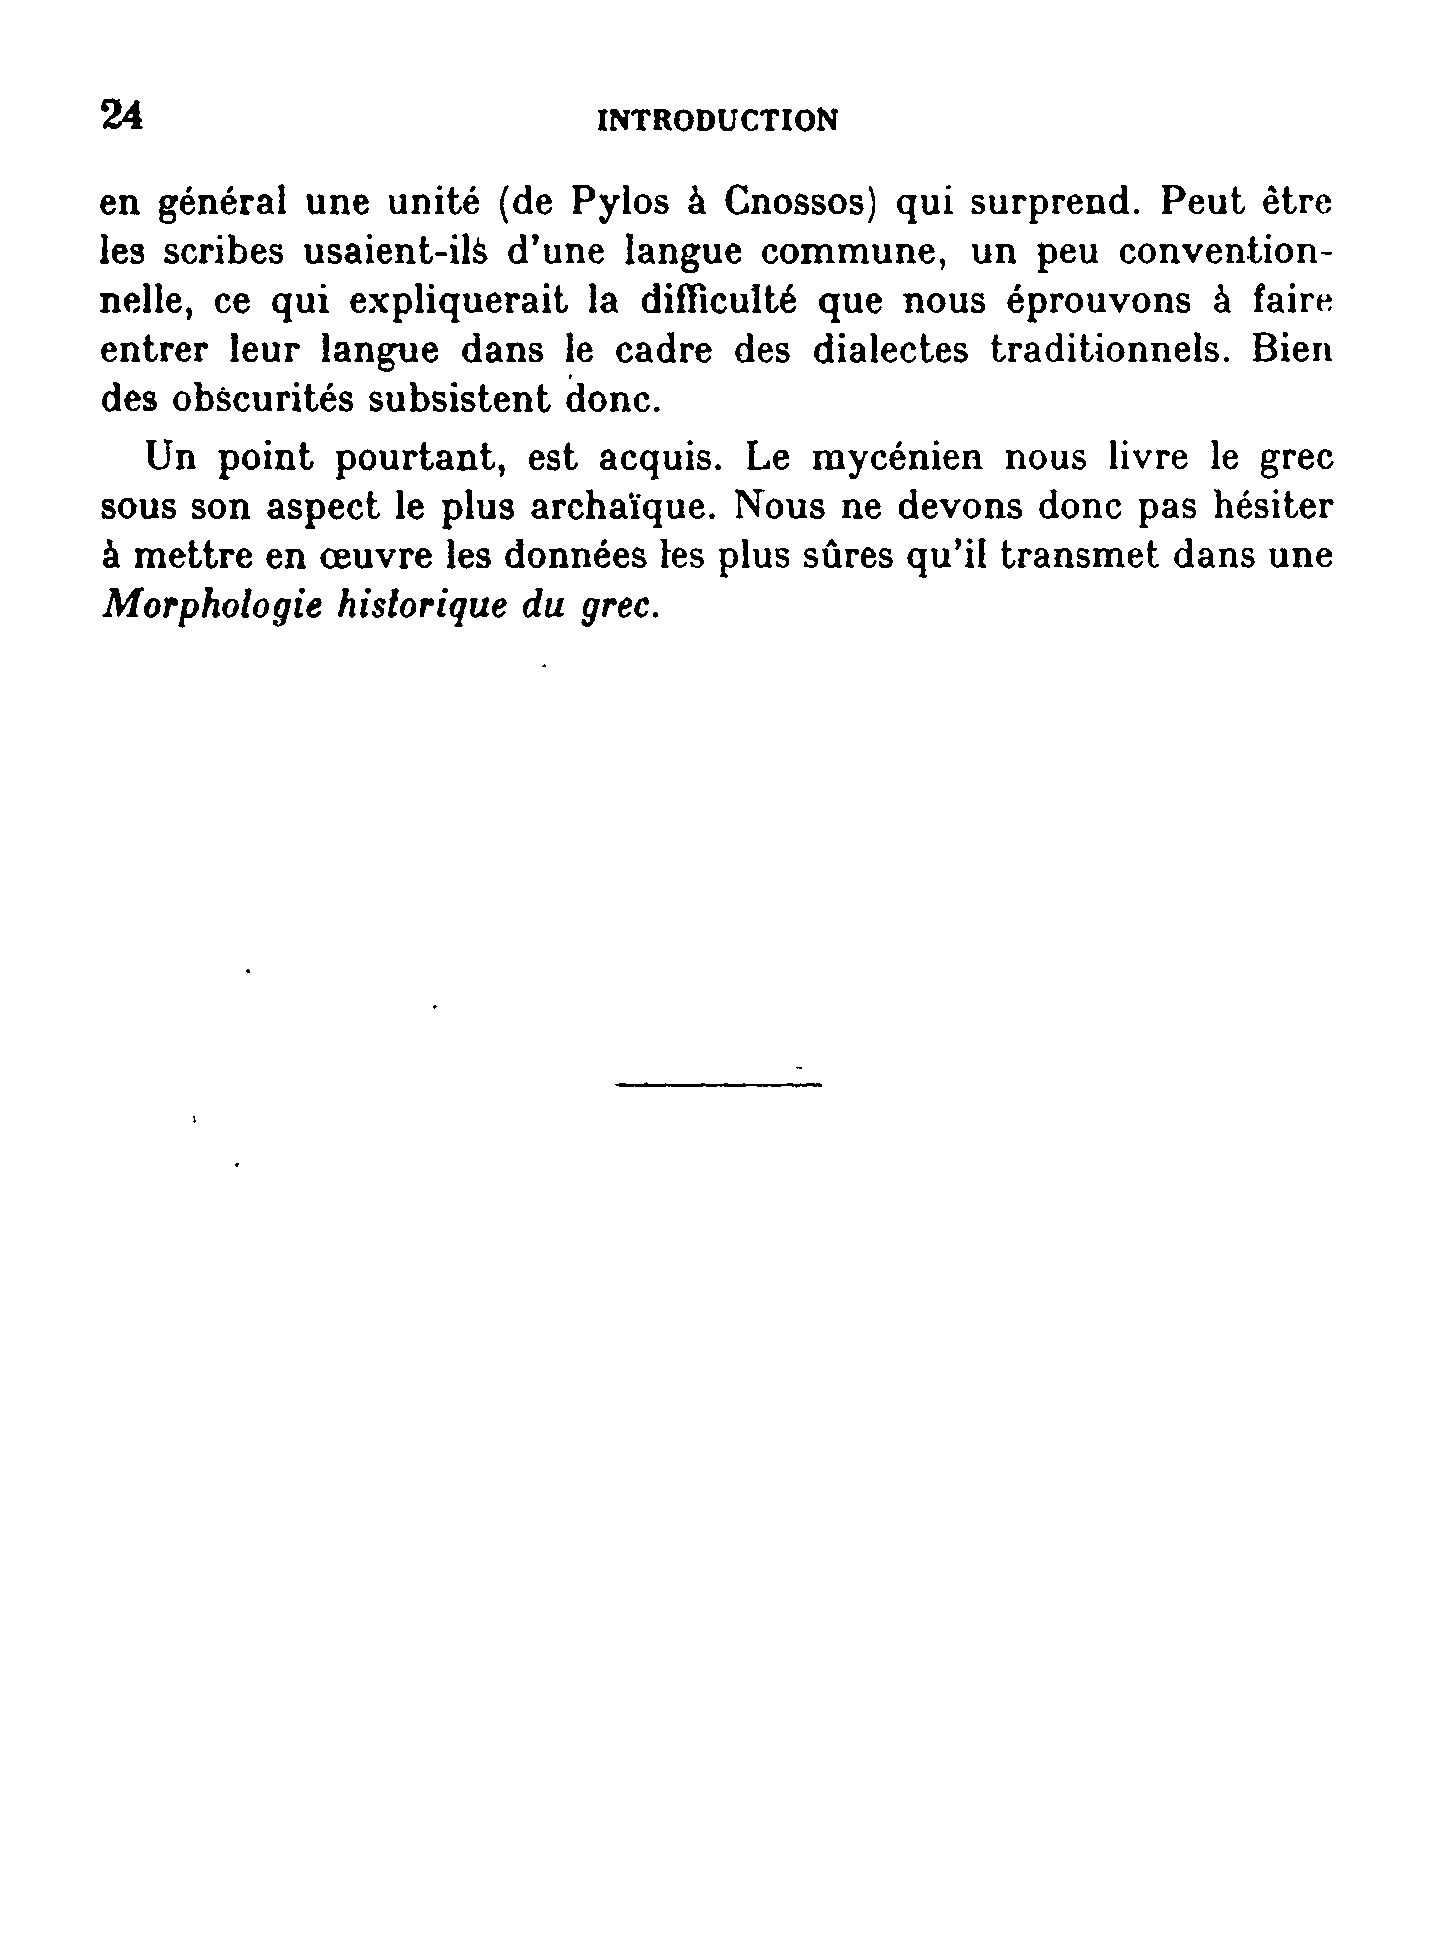 24 INTRODUCTION
en général une unité (de Pylos à Cnossos) qui surprend. Peut être
les scribes usaient-ils d'une langue commune, un peu convention-
nelle, ce qui expliquerait la difficulté que nous éprouvons à faire
entrer leur langue dans le cadre des dialectes traditionnels. Bien
des obscurités subsistent donc.
Un point pourtant, est acquis. Le mycénien nous livre le grec
sous son aspect le plus archaïque. Nous ne devons donc pas hésiter
à mettre en œuvre les données les plus sûres qu'il transmet dans une
Morphologie historique du grec.